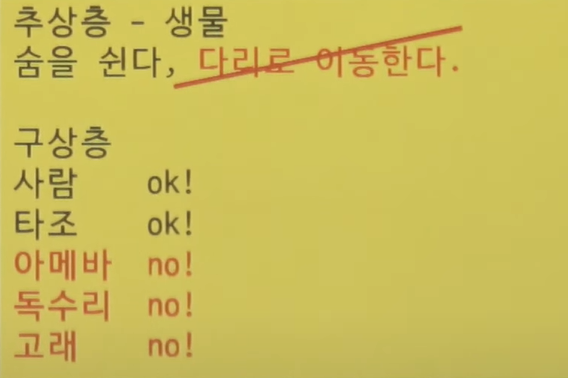 추상층 - 생물
숨을 쉰다, 다리로 이동한다.
구상층
사람 ok!
타조 ok!
아메바 no!
독수리 no!
고래 no!